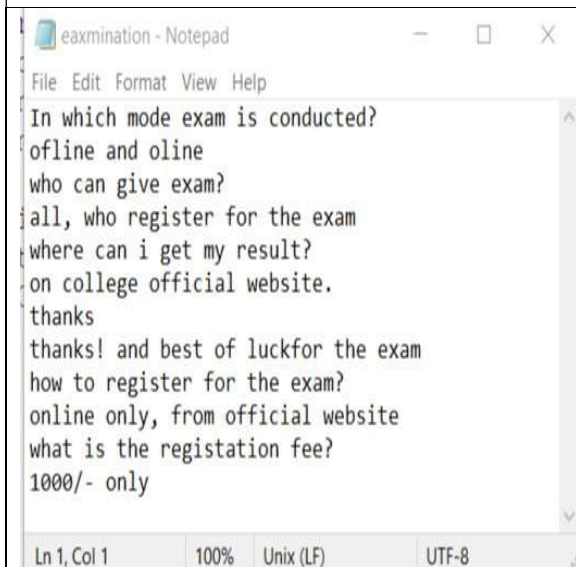 eaxmination - Notepad
File Edit Format View Help
In which mode exam is conducted?
ofline and oline
who can give exam?
all, who register for the exam
where can i get my result?
on college official website.
thanks
thanks! and best of luckfor the exam
how to register for the exam?
online only, from official website
what is the registation fee?
1000/- only
Ln 1, Col 1 100% Unix (LF) UTF-8